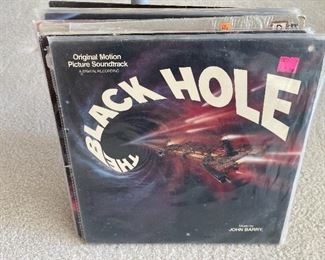 Original Motion
Picture Soundtrack
A DIGITAL RECORDING
THE BLACK HOLE
Music by
JOHN BARRY